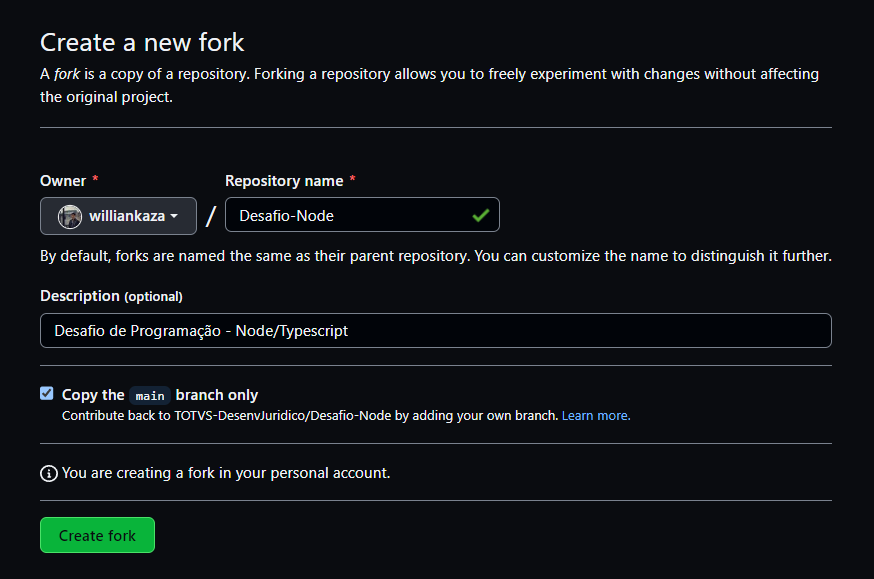 Create a new fork
A fork is a copy of a repository. Forking a repository allows you to freely experiment with changes without affecting
the original project.
Owner *
Repository name *
williankaza
/
Desafio-Node
By default, forks are named the same as their parent repository. You can customize the name to distinguish it further.
Description (optional)
Desafio de Programação - Node/Typescript
Copy the main branch only
Contribute back to TOTVS-DesenvJuridico/Desafio-Node by adding your own branch. Learn more.
You are creating a fork in your personal account.
Create fork